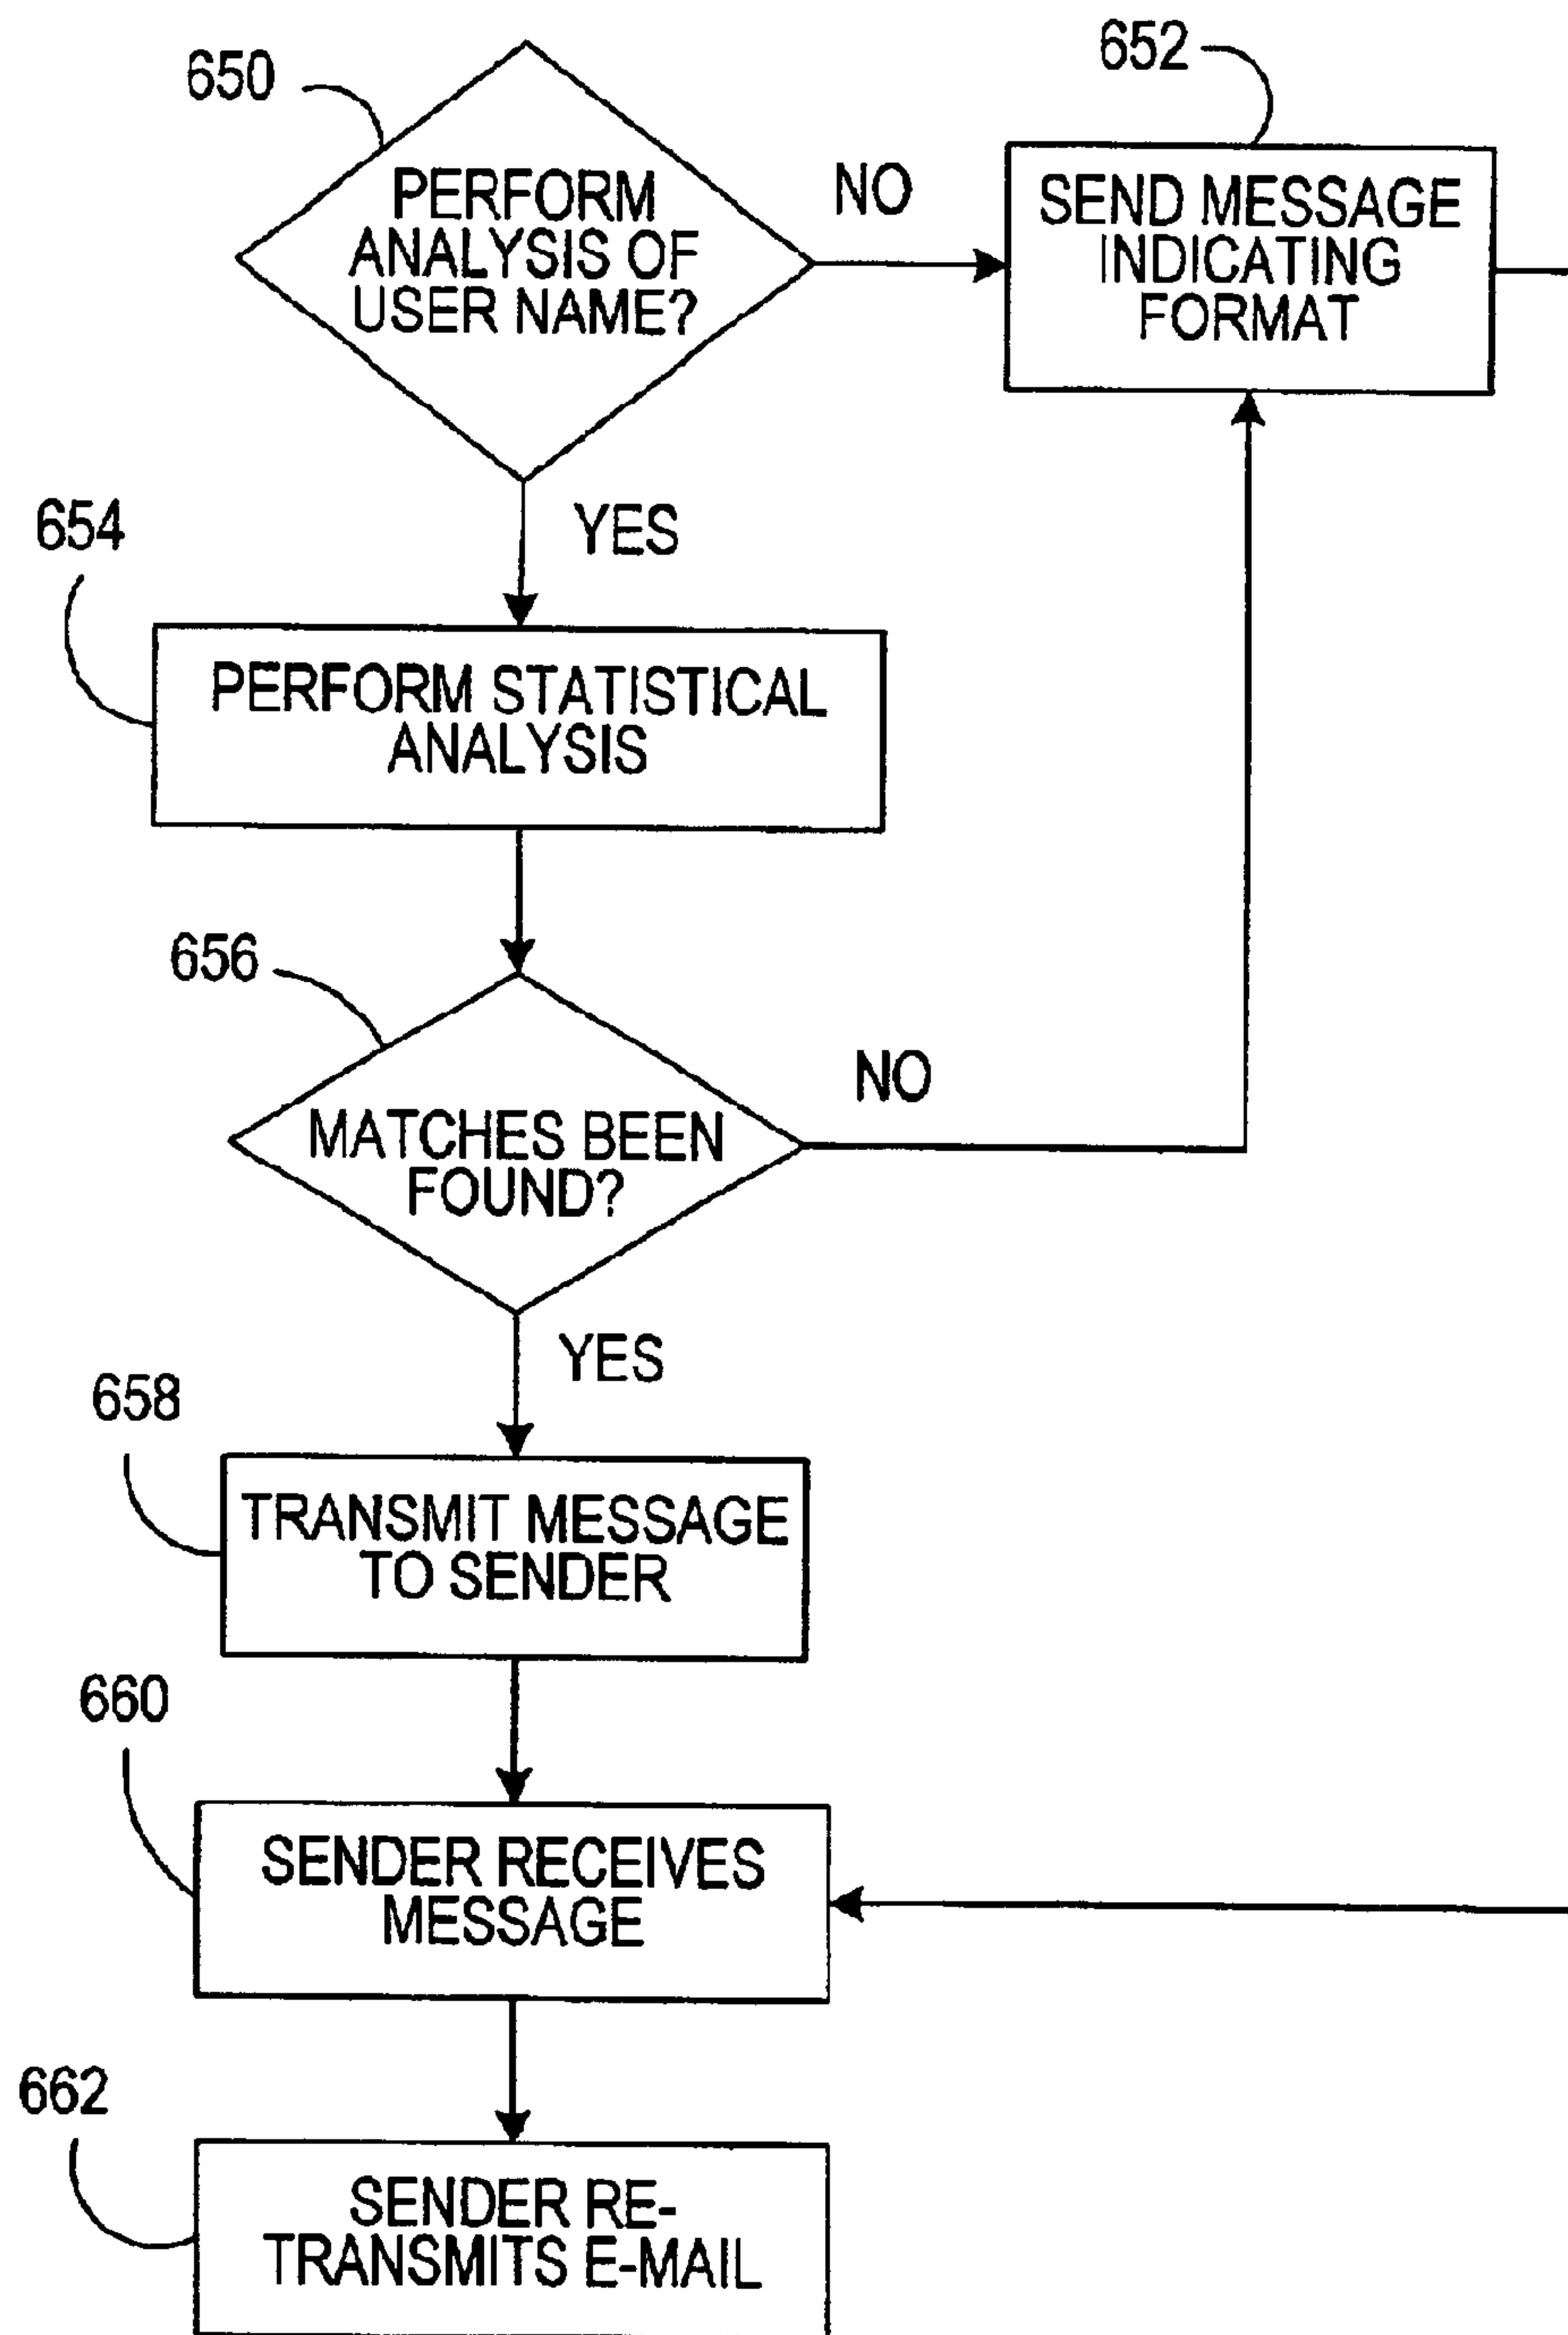 650
PERFORM
ANALYSIS OF
USER NAME?
NO
652
SEND MESSAGE
INDICATING
FORMAT
YES
654
PERFORM STATISTICAL
ANALYSIS
656
MATCHES BEEN
FOUND?
NO
YES
658
TRANSMIT MESSAGE
TO SENDER
660
SENDER RECEIVES
MESSAGE
662
SENDER RE-
TRANSMITS E-MAIL